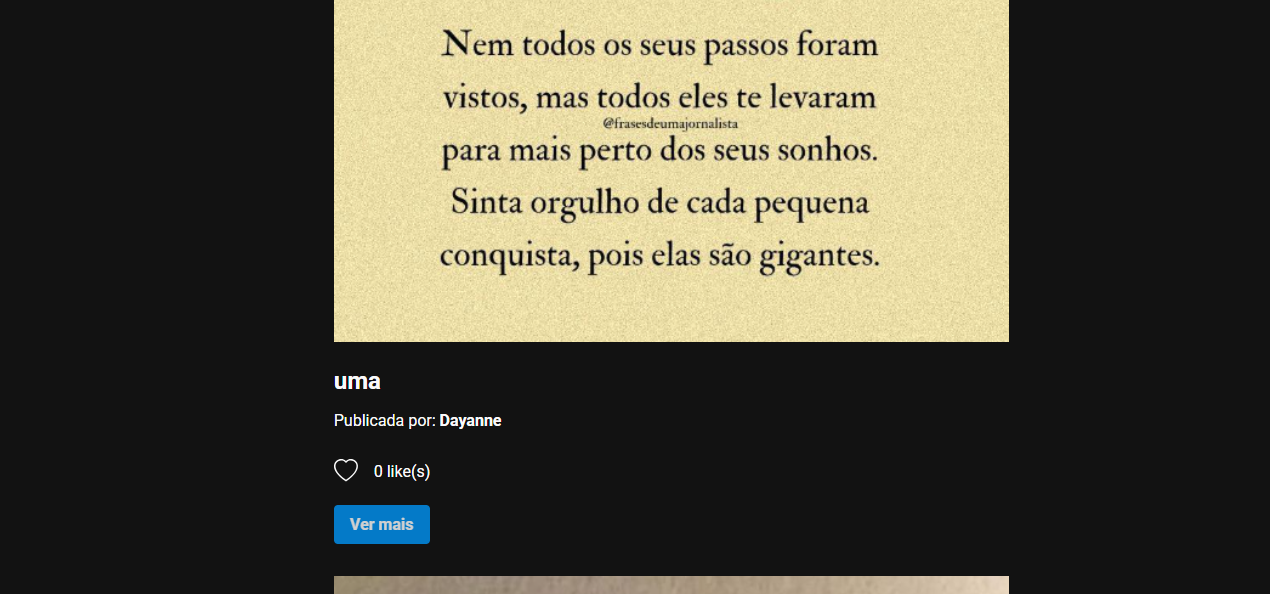 Nem todos os seus passos foram
vistos, mas todos eles te levaram
@frasesdeumajornalista
para mais perto dos seus sonhos.
Sinta orgulho de cada pequena
conquista, pois elas são gigantes.
uma
Publicada por: Dayanne
0 like(s)
Ver mais